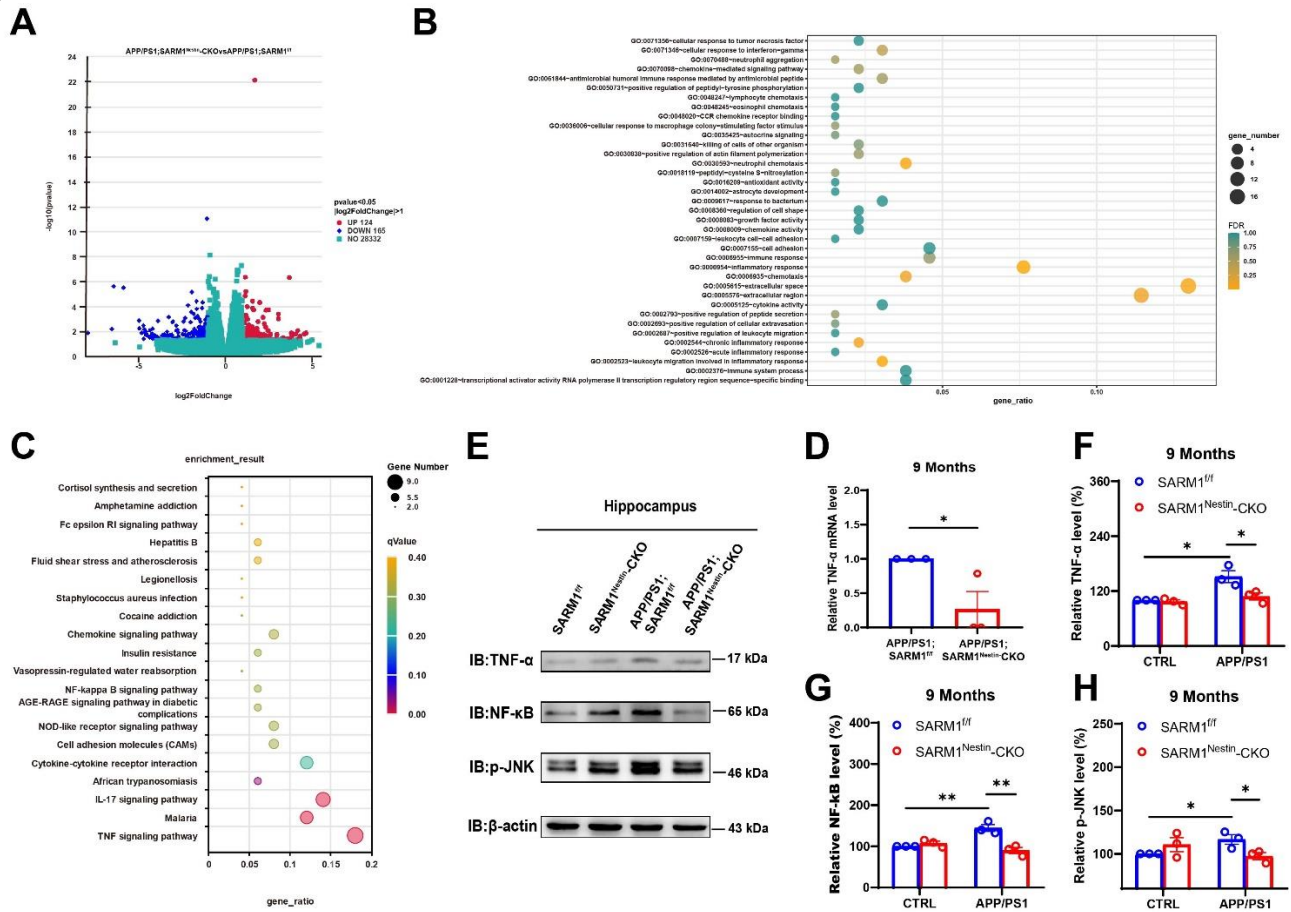 A
APP/PS1;SARM1Nestin-CKOvsAPP/PS1;SARM1f/f
24
22
20
18
16
14
12
10
8
6
4
2
0
-log10(pvalue)
-5
0
5
log2FoldChange
pvalue<0.05
|log2FoldChange|>1
UP 124
DOWN 165
NO 28332
B
GO:0071356~cellular response to tumor necrosis factor
GO:0071346~cellular response to interferon-gamma
GO:0070488~neutrophil aggregation
GO:0070098~chemokine-mediated signaling pathway
GO:0061844~antimicrobial humoral immune response mediated by antimicrobial peptide
GO:0050731~positive regulation of peptidyl-tyrosine phosphorylation
GO:0048247~lymphocyte chemotaxis
GO:0048245~eosinophil chemotaxis
GO:0048020~CCR chemokine receptor binding
GO:0036006~cellular response to macrophage colony-stimulating factor stimulus
GO:0035425~autocrine signaling
GO:0031640~killing of cells of other organism
GO:0030838~positive regulation of actin filament polymerization
GO:0030593~neutrophil chemotaxis
GO:0018119~peptidyl-cysteine S-nitrosylation
GO:0016209~antioxidant activity
GO:0014002~astrocyte development
GO:0009617~response to bacterium
GO:0008360~regulation of cell shape
GO:0008083~growth factor activity
GO:0008009~chemokine activity
GO:0007159~leukocyte cell-cell adhesion
GO:0007155~cell adhesion
GO:0006955~immune response
GO:0006954~inflammatory response
GO:0006935~chemotaxis
GO:0005615~extracellular space
GO:0005576~extracellular region
GO:0005125~cytokine activity
GO:0002793~positive regulation of peptide secretion
GO:0002693~positive regulation of cellular extravasation
GO:0002687~positive regulation of leukocyte migration
GO:0002544~chronic inflammatory response
GO:0002526~acute inflammatory response
GO:0002523~leukocyte migration involved in inflammatory response
GO:0002376~immune system process
GO:0001228~transcriptional activator activity RNA polymerase II transcription regulatory region sequence-specific binding
0.05
0.10
gene_ratio
gene_number
4
8
12
16
FDR
1.00
0.75
0.50
0.25
C
enrichment_result
Cortisol synthesis and secretion
Amphetamine addiction
Fc epsilon RI signaling pathway
Hepatitis B
Fluid shear stress and atherosclerosis
Legionellosis
Staphylococcus aureus infection
Cocaine addiction
Chemokine signaling pathway
Insulin resistance
Vasopressin-regulated water reabsorption
NF-kappa B signaling pathway
AGE-RAGE signaling pathway in diabetic
complications
NOD-like receptor signaling pathway
Cell adhesion molecules (CAMs)
Cytokine-cytokine receptor interaction
African trypanosomiasis
IL-17 signaling pathway
Malaria
TNF signaling pathway
0
0.05
0.1
0.15
0.2
gene_ratio
Gene Number
9.0
5.5
2.0
qValue
0.40
0.30
0.20
0.10
0.00
E
Hippocampus
SARM1f/f
SARM1Nestin-CKO
APP/PS1;
SARM1f/f
APP/PS1;
SARM1Nestin-CKO
IB:TNF-α
17 kDa
IB:NF-κB
65 kDa
IB:p-JNK
46 kDa
IB:β-actin
43 kDa
D
9 Months
Relative TNF-α mRNA level
2.0
1.5
1.0
0.5
0.0
*
APP/PS1;
SARM1f/f
APP/PS1;
SARM1Nestin-CKO
F
9 Months
SARM1f/f
SARM1Nestin-CKO
Relative TNF-α level (%)
360
240
120
0
*
*
CTRL
APP/PS1
G
9 Months
SARM1f/f
SARM1Nestin-CKO
Relative NF-kB level (%)
400
300
200
100
0
**
**
CTRL
APP/PS1
H
9 Months
SARM1f/f
SARM1Nestin-CKO
Relative p-JNK level (%)
250
200
150
100
*
*
CTRL
APP/PS1